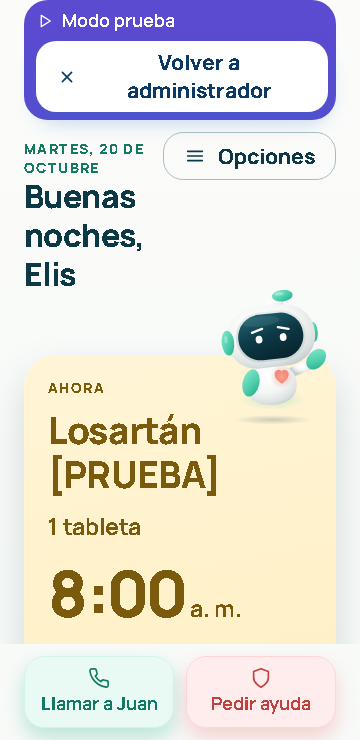 Modo prueba
Volver a
administrador
MARTES, 20 DE
OCTUBRE
Opciones
Buenas
noches,
Elis
AHORA
Losartán
[PRUEBA]
1 tableta
8:00 a. m.
Llamar a Juan
Pedir ayuda